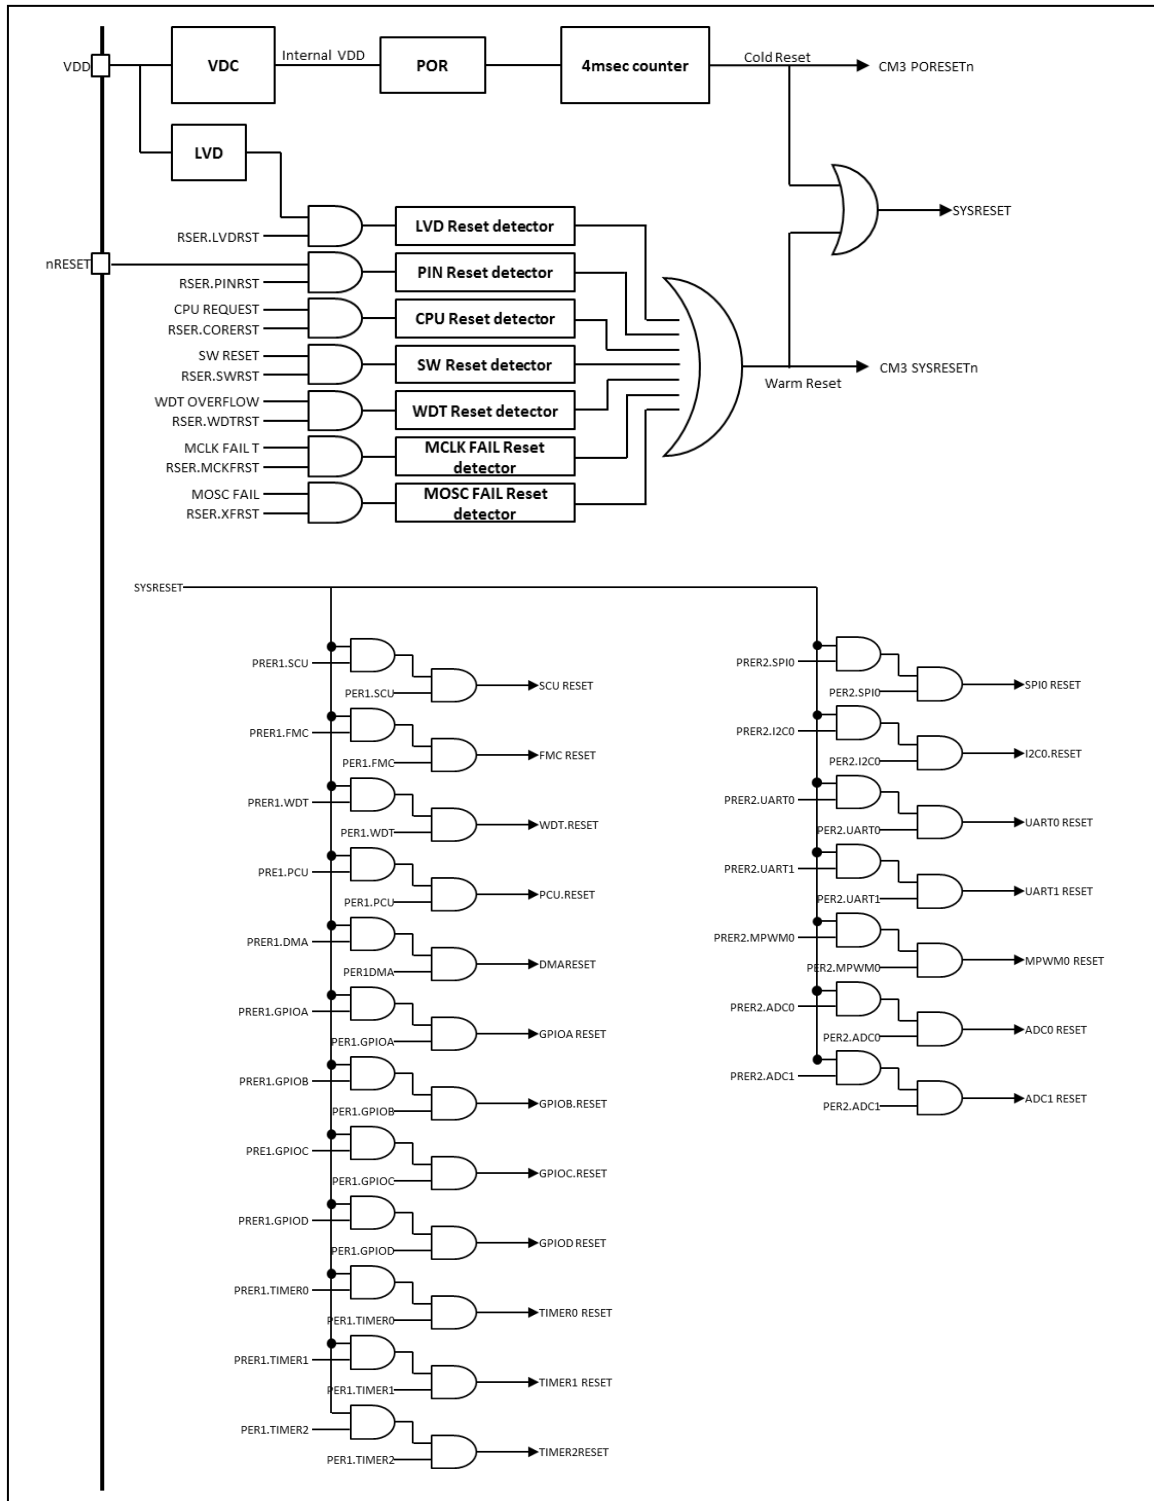 VDD
VDC
Internal VDD
POR
4msec counter
Cold Reset
CM3 PORESETn
LVD
SYSRESET
RSER.LVDRST
LVD Reset detector
nRESET
RSER.PINRST
PIN Reset detector
CPU REQUEST
RSER.CORERST
CPU Reset detector
SW RESET
RSER.SWRST
SW Reset detector
CM3 SYSRESETn
Warm Reset
WDT OVERFLOW
RSER.WDTRST
WDT Reset detector
MCLK FAIL T
RSER.MCKFRST
MCLK FAIL Reset
detector
MOSC FAIL
RSER.XFRST
MOSC FAIL Reset
detector
SYSRESET
PRER1.SCU
PER1.SCU
SCU RESET
PRER1.FMC
PER1.FMC
FMC RESET
PRER1.WDT
PER1.WDT
WDT.RESET
PRE1.PCU
PER1.PCU
PCU.RESET
PRER1.DMA
PER1DMA
DMARESET
PRER1.GPIOA
PER1.GPIOA
GPIOA RESET
PRER1.GPIOB
PER1.GPIOB
GPIOB.RESET
PRE1.GPIOC
PER1.GPIOC
GPIOC.RESET
PRER1.GPIOD
PER1.GPIOD
GPIOD RESET
PRER1.TIMER0
PER1.TIMER0
TIMER0 RESET
PRER1.TIMER1
PER1.TIMER1
TIMER1 RESET
PER1.TIMER2
PER1.TIMER2
TIMER2RESET
PRER2.SPI0
PER2.SPI0
SPI0 RESET
PRER2.I2C0
PER2.I2C0
I2C0.RESET
PRER2.UART0
PER2.UART0
UART0 RESET
PRER2.UART1
PER2.UART1
UART1 RESET
PRER2.MPWM0
PER2.MPWM0
MPWM0 RESET
PRER2.ADC0
PER2.ADC0
ADC0 RESET
PRER2.ADC1
PER2.ADC1
ADC1 RESET